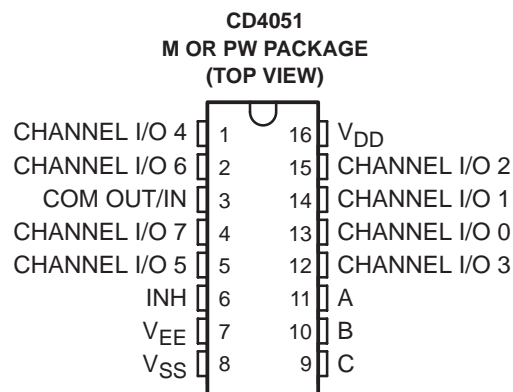 CD4051
M OR PW PACKAGE
(TOP VIEW)
CHANNEL I/O 4 1 16 VDD
CHANNEL I/O 6 2 15 CHANNEL I/O 2
COM OUT/IN 3 14 CHANNEL I/O 1
CHANNEL I/O 7 4 13 CHANNEL I/O 0
CHANNEL I/O 5 5 12 CHANNEL I/O 3
INH 6 11 A
VEE 7 10 B
VSS 8 9 C